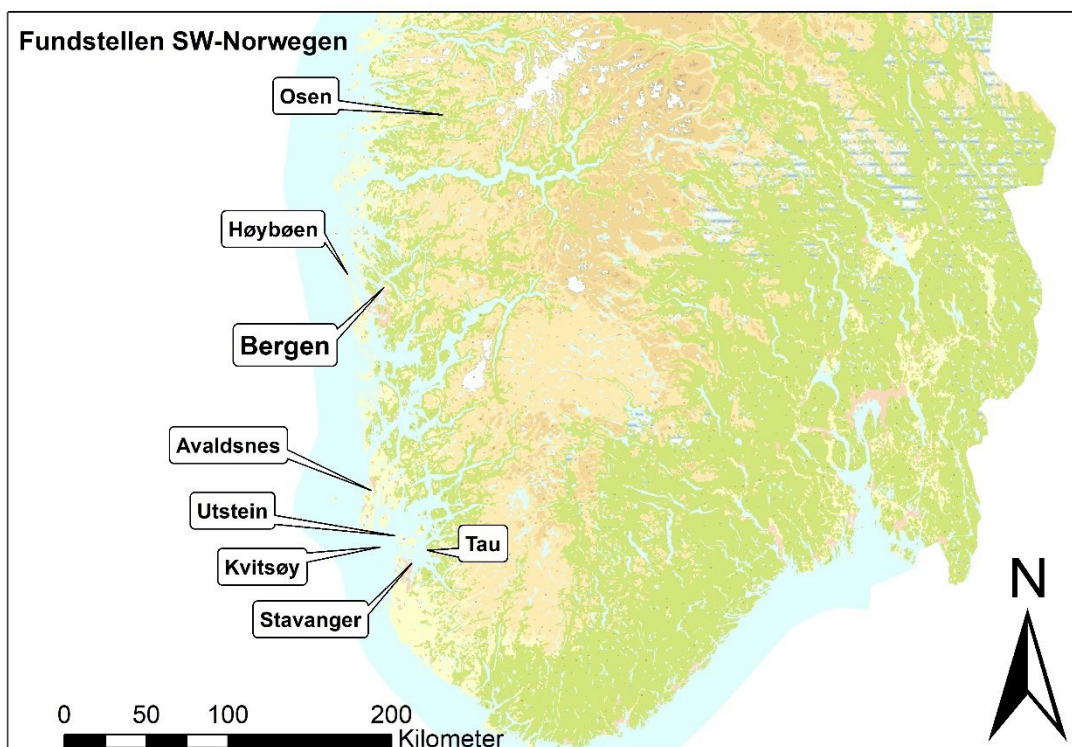 Fundstellen SW-Norwegen
Osen
Høybøen
Bergen
Avaldsnes
Utstein
Tau
Kvitsøy
Stavanger
N
0 50 100 200
Kilometer